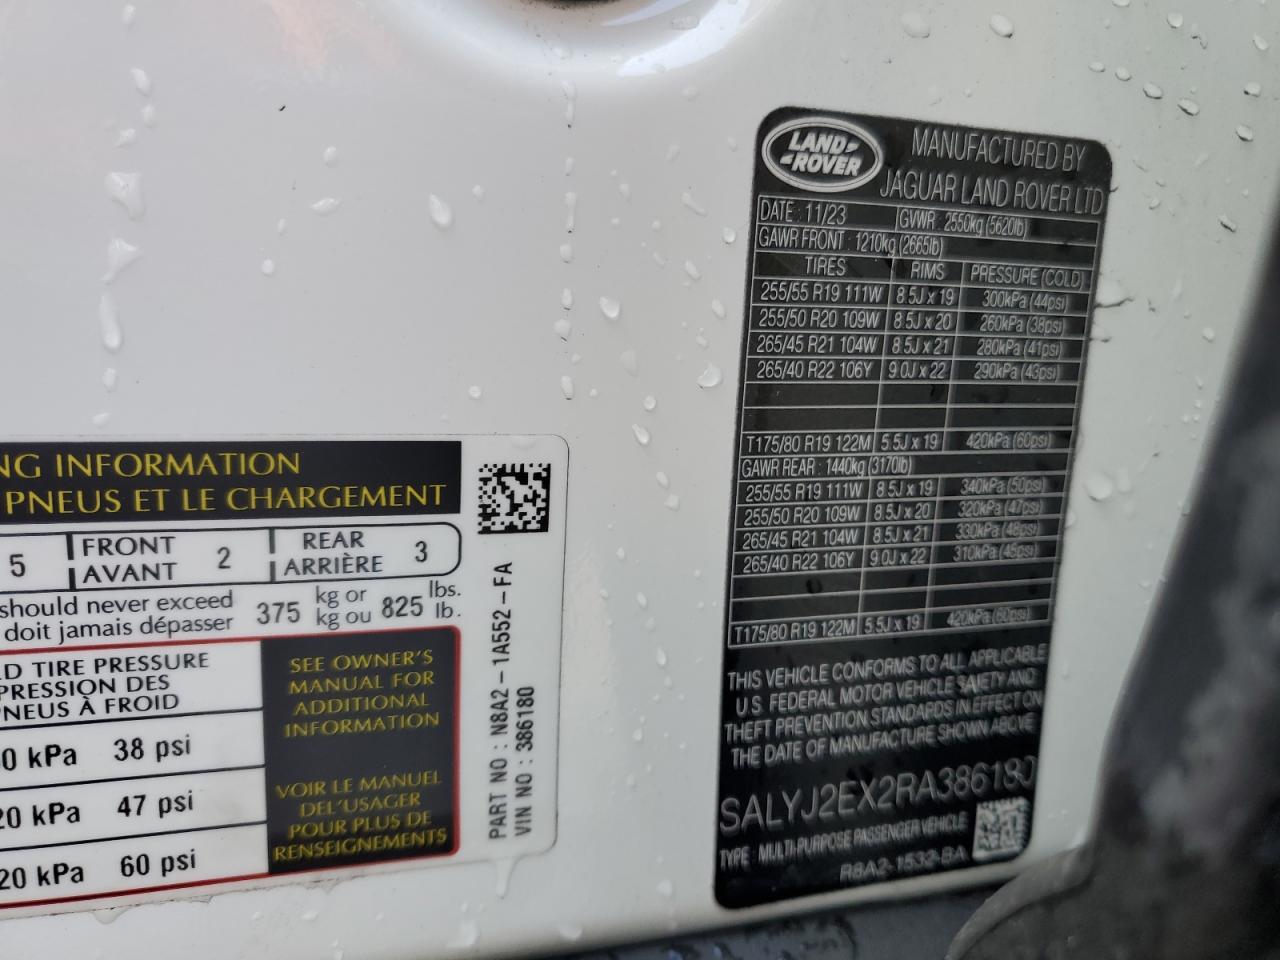 NG INFORMATION
PNEUS ET LE CHARGEMENT
5 FRONT AVANT 2 REAR ARRIÈRE 3
should never exceed 375 kg or 825 lbs.
doit jamais dépasser kg ou lb.
LD TIRE PRESSURE
PRESSION DES
PNEUS À FROID
0 kPa 38 psi
20 kPa 47 psi
20 kPa 60 psi
SEE OWNER'S
MANUAL FOR
ADDITIONAL
INFORMATION
VOIR LE MANUEL
DEL'USAGER
POUR PLUS DE
RENSEIGNEMENTS
PART NO : N8A2-1A552-FA
VIN NO : 386180
LAND ROVER
MANUFACTURED BY
JAGUAR LAND ROVER LTD
DATE : 11/23 GVWR : 2550kg (5620lb)
GAWR FRONT : 1210kg (2665lb)
TIRES RIMS PRESSURE (COLD)
255/55 R19 111W 8.5J x 19 300kPa (44psi)
255/50 R20 109W 8.5J x 20 260kPa (38psi)
265/45 R21 104W 8.5J x 21 280kPa (41psi)
265/40 R22 106Y 9.0J x 22 290kPa (43psi)
T175/80 R19 122M 5.5J x 19 420kPa (60psi)
GAWR REAR : 1440kg (3170lb)
255/55 R19 111W 8.5J x 19 340kPa (50psi)
255/50 R20 109W 8.5J x 20 320kPa (47psi)
265/45 R21 104W 8.5J x 21 330kPa (48psi)
265/40 R22 106Y 9.0J x 22 310kPa (45psi)
T175/80 R19 122M 5.5J x 19 420kPa (60psi)
THIS VEHICLE CONFORMS TO ALL APPLICABLE
U.S FEDERAL MOTOR VEHICLE SAFETY AND
THEFT PREVENTION STANDARDS IN EFFECT ON
THE DATE OF MANUFACTURE SHOWN ABOVE
SALYJ2EX2RA386180
TYPE : MULTI-PURPOSE PASSENGER VEHICLE
R8A2-1532-BA